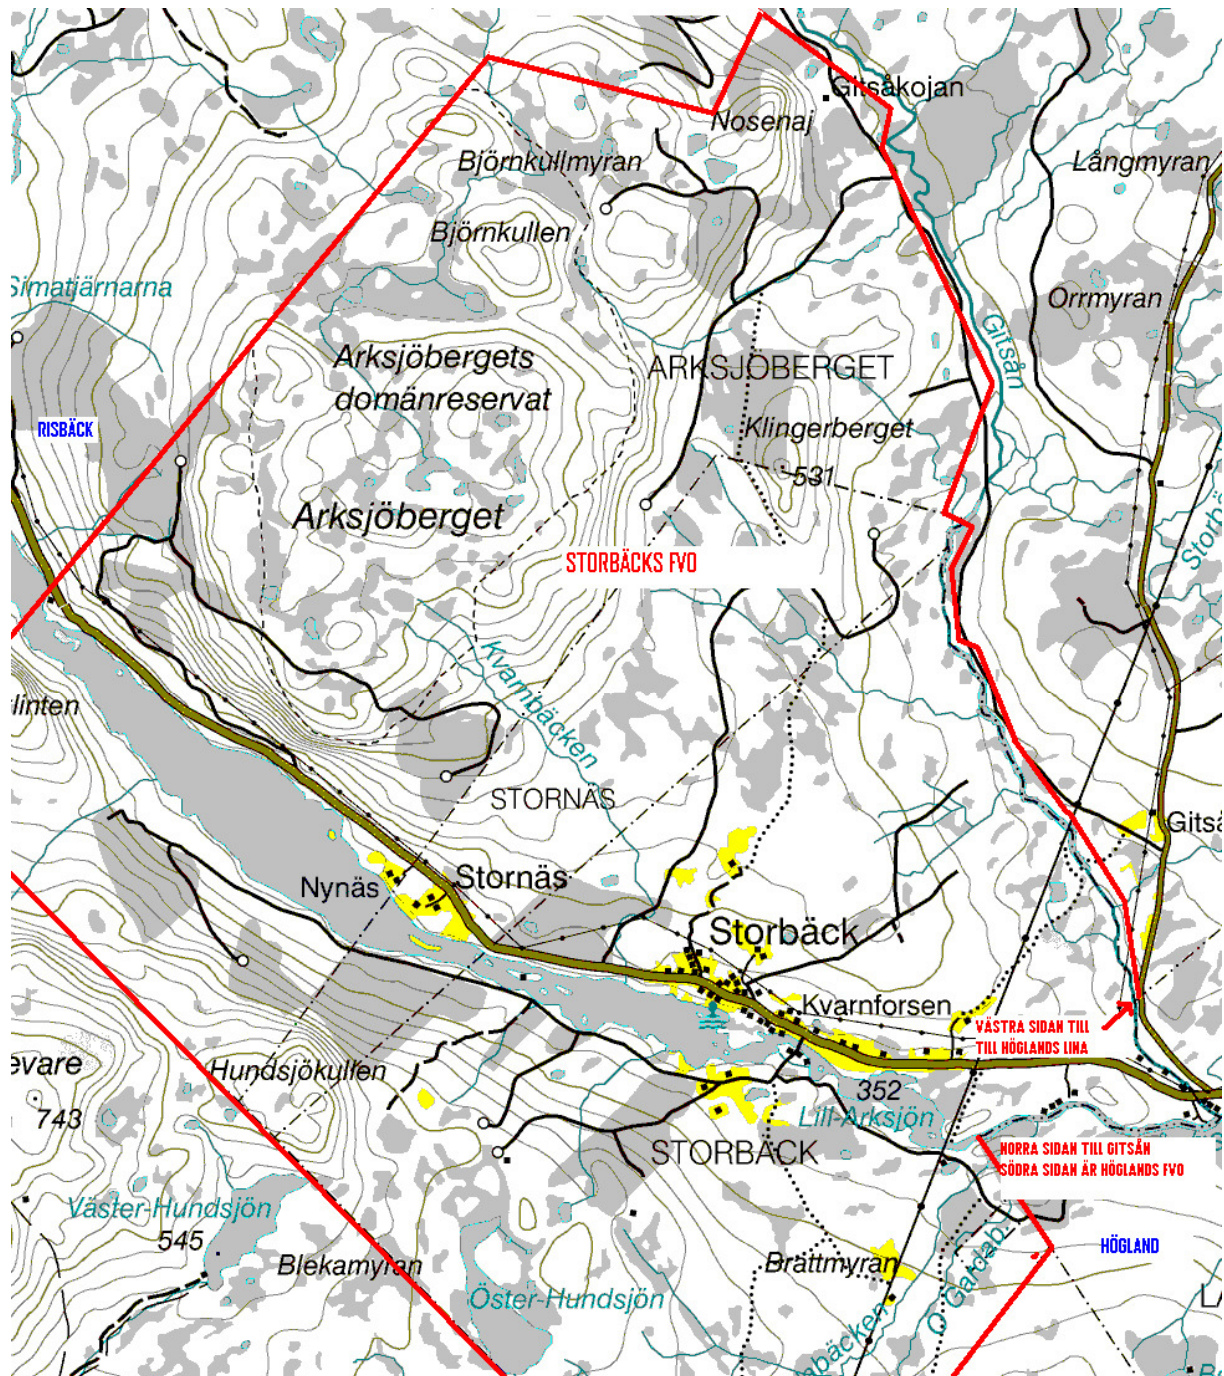 Gitsåkojan
Nosenaj
Björnkullmyran
Långmyran
Björnkullen
Simatjärnarna
Orrmyran
Gitsån
Arksjöbergets
domänreservat
ARKSJÖBERGET
RISBÄCK
Klingerberget
531
Arksjöberget
STORBÄCKS FVO
Kvarnbäcken
linten
STORNÄS
Gitså
Nynäs
Stornäs
Storbäck
Kvarnforsen
VÄSTRA SIDAN TILL
TILL HÖGLANDS LINA
evare
743
Hundsjökullen
352
Lill-Arksjön
STORBÄCK
NORRA SIDAN TILL GITSÅN
SÖDRA SIDAN ÄR HÖGLANDS FVO
Väster-Hundsjön
545
Blekamyran
Brattmyran
HÖGLAND
Öster-Hundsjön